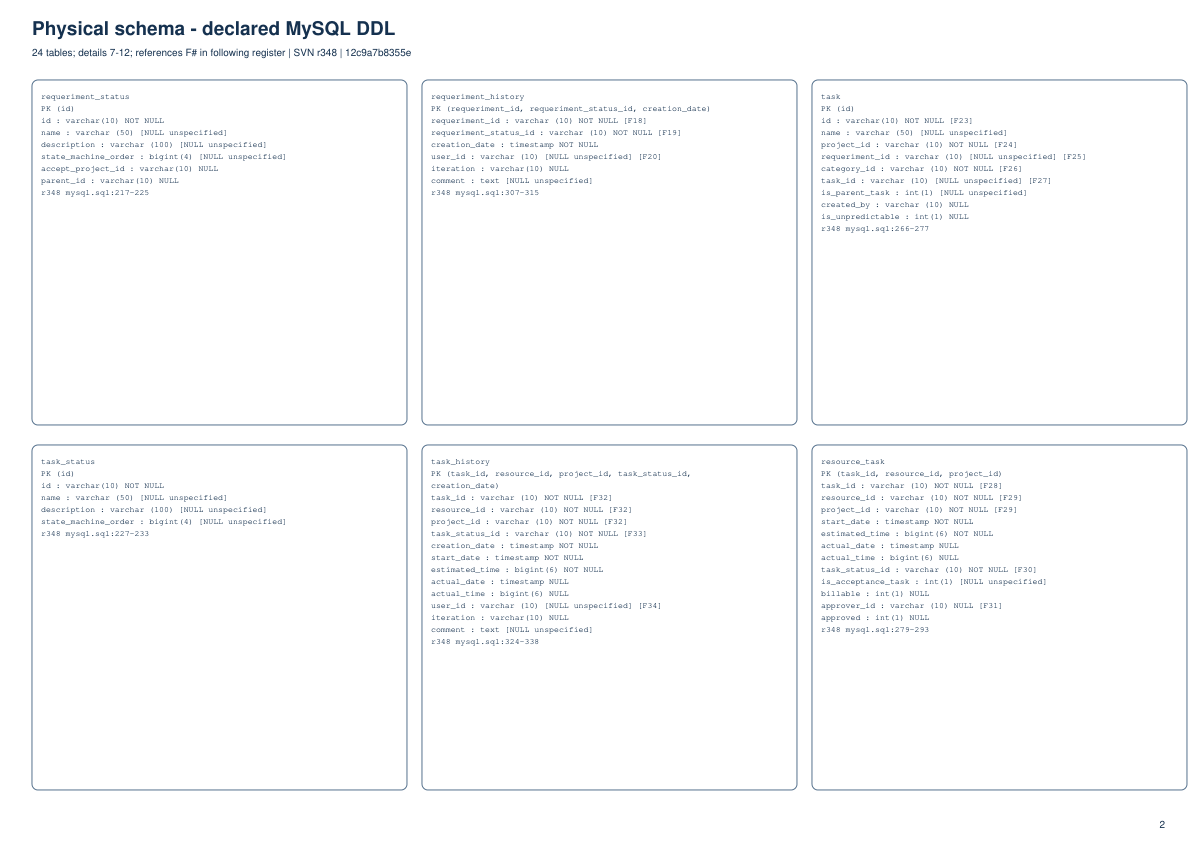 Physical schema - declared MySQL DDL
24 tables; details 7-12; references F# in following register | SVN r348 | 12c9a7b8355e
requeriment_status
PK (id)
id : varchar(10) NOT NULL
name : varchar (50) [NULL unspecified]
description : varchar (100) [NULL unspecified]
state_machine_order : bigint(4) [NULL unspecified]
accept_project_id : varchar(10) NULL
parent_id : varchar(10) NULL
r348 mysql.sql:217-225
requeriment_history
PK (requeriment_id, requeriment_status_id, creation_date)
requeriment_id : varchar (10) NOT NULL [F18]
requeriment_status_id : varchar (10) NOT NULL [F19]
creation_date : timestamp NOT NULL
user_id : varchar (10) [NULL unspecified] [F20]
iteration : varchar(10) NULL
comment : text [NULL unspecified]
r348 mysql.sql:307-315
task
PK (id)
id : varchar(10) NOT NULL [F23]
name : varchar (50) [NULL unspecified]
project_id : varchar (10) NOT NULL [F24]
requeriment_id : varchar (10) [NULL unspecified] [F25]
category_id : varchar (10) NOT NULL [F26]
task_id : varchar (10) [NULL unspecified] [F27]
is_parent_task : int(1) [NULL unspecified]
created_by : varchar (10) NULL
is_unpredictable : int(1) NULL
r348 mysql.sql:266-277
task_status
PK (id)
id : varchar(10) NOT NULL
name : varchar (50) [NULL unspecified]
description : varchar (100) [NULL unspecified]
state_machine_order : bigint(4) [NULL unspecified]
r348 mysql.sql:227-233
task_history
PK (task_id, resource_id, project_id, task_status_id,
creation_date)
task_id : varchar (10) NOT NULL [F32]
resource_id : varchar (10) NOT NULL [F32]
project_id : varchar (10) NOT NULL [F32]
task_status_id : varchar (10) NOT NULL [F33]
creation_date : timestamp NOT NULL
start_date : timestamp NOT NULL
estimated_time : bigint(6) NOT NULL
actual_date : timestamp NULL
actual_time : bigint(6) NULL
user_id : varchar (10) [NULL unspecified] [F34]
iteration : varchar(10) NULL
comment : text [NULL unspecified]
r348 mysql.sql:324-338
resource_task
PK (task_id, resource_id, project_id)
task_id : varchar (10) NOT NULL [F28]
resource_id : varchar (10) NOT NULL [F29]
project_id : varchar (10) NOT NULL [F29]
start_date : timestamp NOT NULL
estimated_time : bigint(6) NOT NULL
actual_date : timestamp NULL
actual_time : bigint(6) NULL
task_status_id : varchar (10) NOT NULL [F30]
is_acceptance_task : int(1) [NULL unspecified]
billable : int(1) NULL
approver_id : varchar (10) NULL [F31]
approved : int(1) NULL
r348 mysql.sql:279-293
2